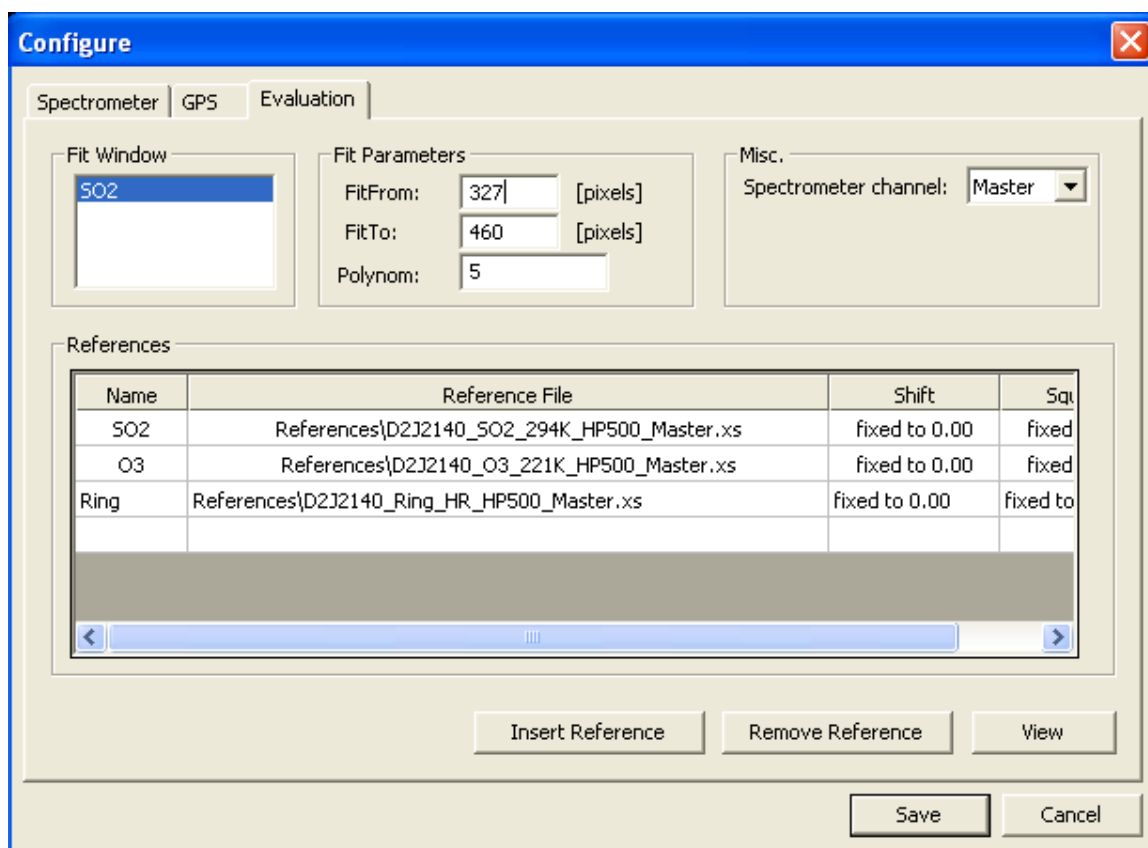 Configure
Spectrometer GPS Evaluation
Fit Window Fit Parameters Misc.
SO2 FitFrom: 327 [pixels] Spectrometer channel: Master
FitTo: 460 [pixels]
Polynom: 5
References
Name Reference File Shift Squ
SO2 References\D2J2140_SO2_294K_HP500_Master.xs fixed to 0.00 fixed
O3 References\D2J2140_O3_221K_HP500_Master.xs fixed to 0.00 fixed
Ring References\D2J2140_Ring_HR_HP500_Master.xs fixed to 0.00 fixed to
Insert Reference Remove Reference View
Save Cancel